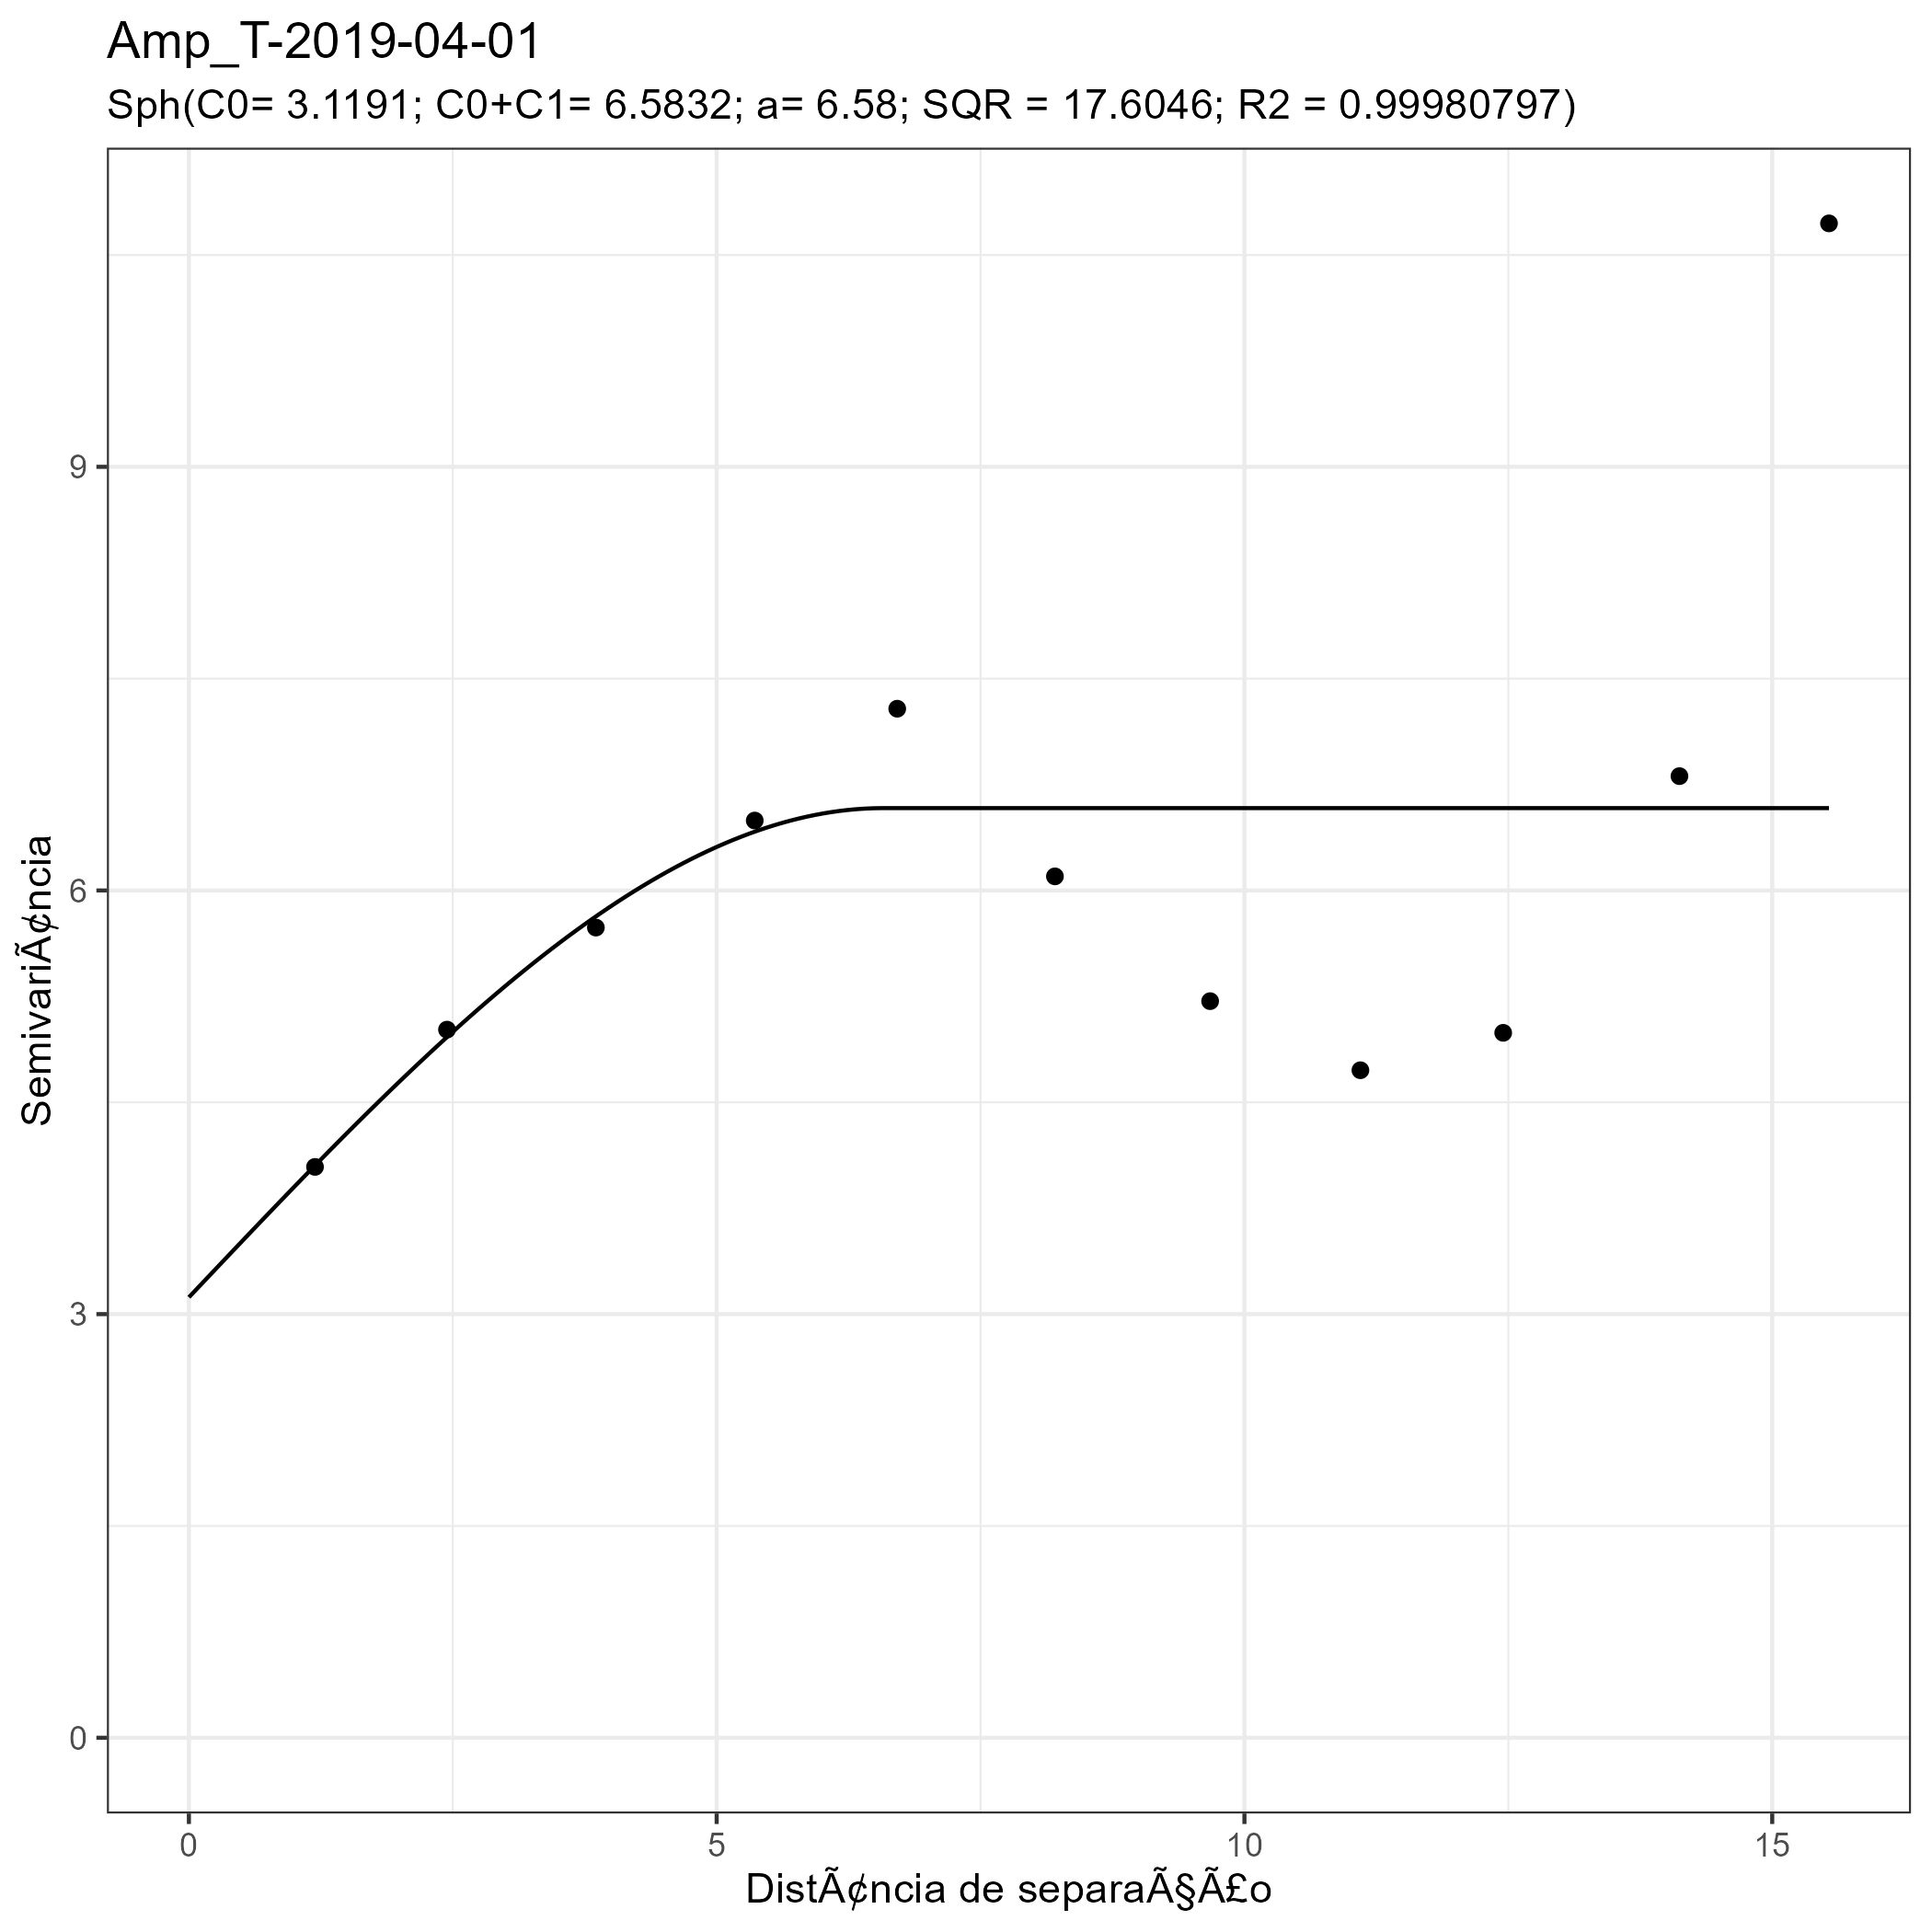 Amp_T-2019-04-01
Sph(C0= 3.1191; C0+C1= 6.5832; a= 6.58; SQR = 17.6046; R2 = 0.99980797)
SemivariÃ¢ncia
9
6
3
0
0 5 10 15
DistÃ¢ncia de separaÃ§Ã£o